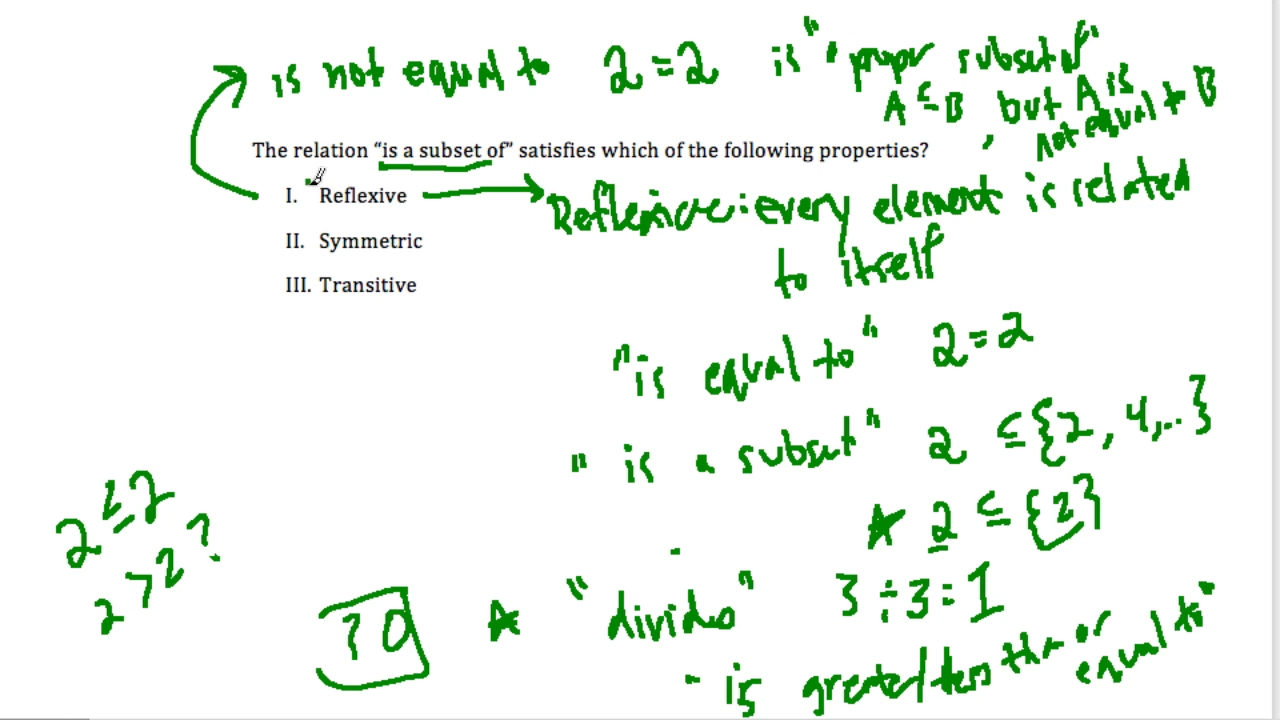 is not equal to 2=2 is "proper subset of"
A ⊆ B, but A is
not equal to B
The relation “is a subset of” satisfies which of the following properties?
I. Reflexive
Reflexive: every element is related
to itself
II. Symmetric
III. Transitive
"is equal to" 2=2
"is a subset" 2 ⊆ {2, 4,..}
2 ≤ 2
2 ⊆ {2}
2 > 2 ?
"divides" 3 ÷ 3 = 1
"is greater/less than or
equal to"